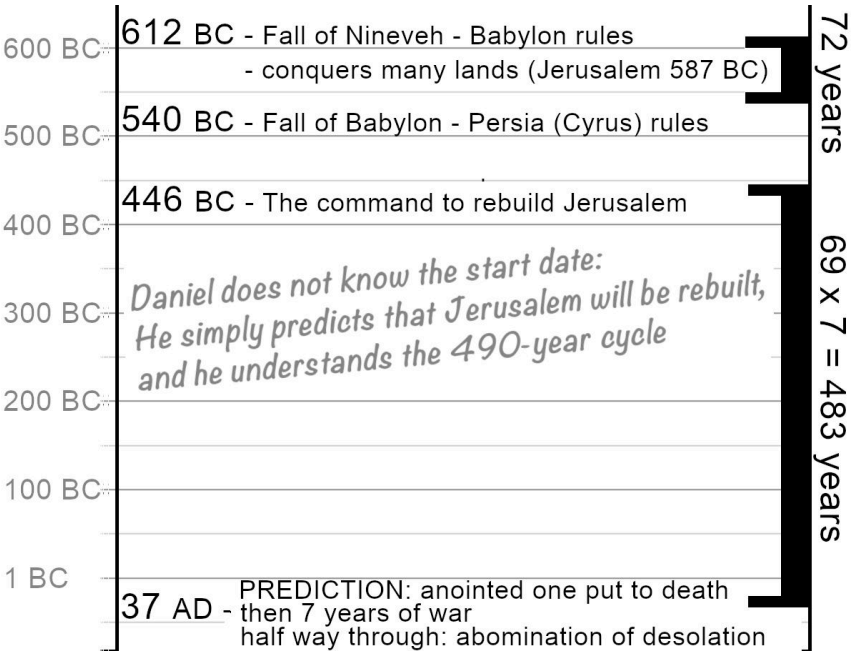 600 BC
500 BC
400 BC
300 BC
200 BC
100 BC
1 BC
612 BC - Fall of Nineveh - Babylon rules
- conquers many lands (Jerusalem 587 BC)
540 BC - Fall of Babylon - Persia (Cyrus) rules
446 BC - The command to rebuild Jerusalem
Daniel does not know the start date:
He simply predicts that Jerusalem will be rebuilt,
and he understands the 490-year cycle
37 AD - PREDICTION: anointed one put to death
then 7 years of war
half way through: abomination of desolation
72 years
69 x 7 = 483 years